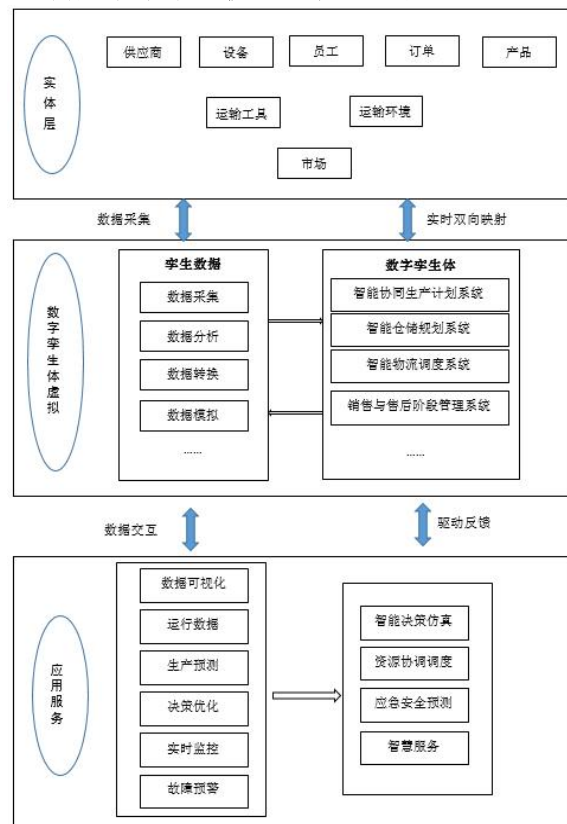 供应商 设备 员工 订单 产品
实体层
运输工具 运输环境
市场
数据采集 实时双向映射
孪生数据 数字孪生体
数据采集 智能协同生产计划系统
数据分析 智能仓储规划系统
数据转换 智能物流调度系统
数据模拟 销售与售后阶段管理系统
…… ……
数字孪生体虚拟
数据交互 驱动反馈
数据可视化
运行数据
生产预测
决策优化
实时监控
故障预警
智能决策仿真
资源协调调度
应急安全预测
智慧服务
应用服务